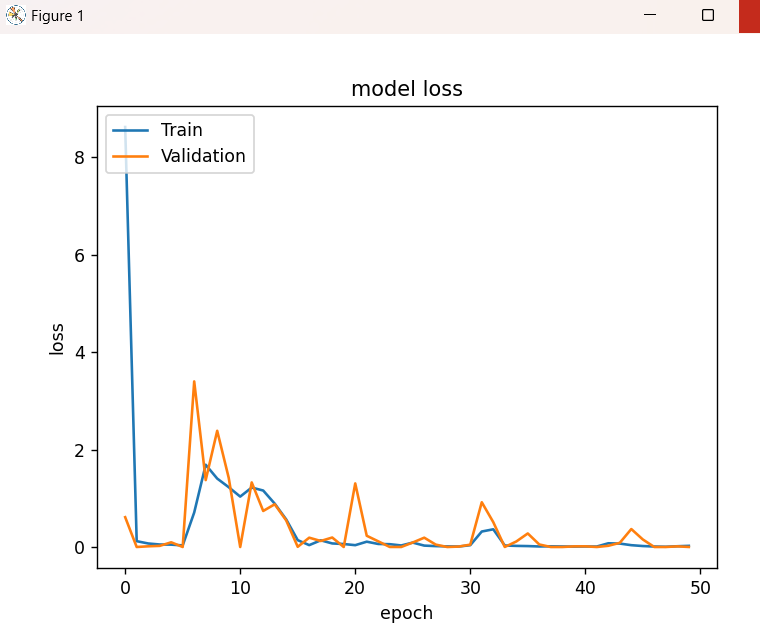 Figure 1
model loss
Train
Validation
8
6
4
2
0
loss
0 10 20 30 40 50
epoch